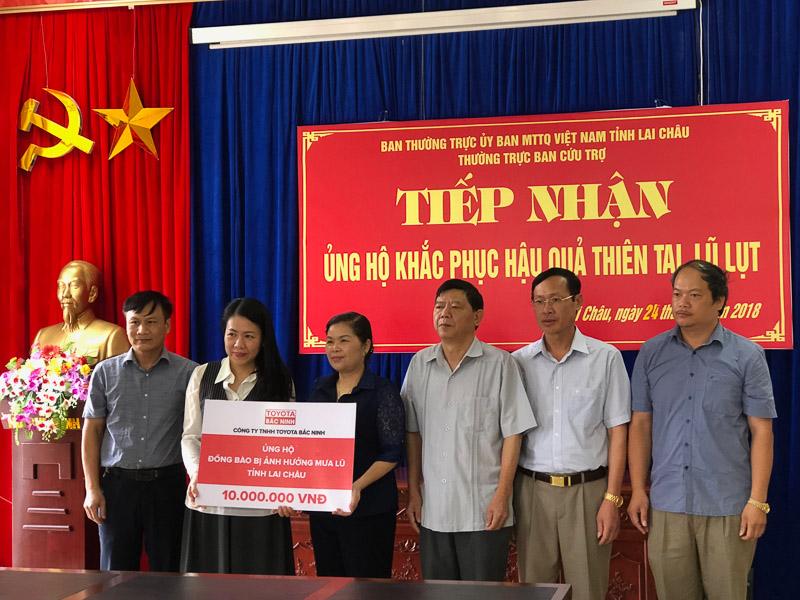 BAN THƯỜNG TRỰC ỦY BAN MTTQ VIỆT NAM TỈNH LAI CHÂU
THƯỜNG TRỰC BAN CỨU TRỢ
TIẾP NHẬN
ỦNG HỘ KHẮC PHỤC HẬU QUẢ THIÊN TAI, LŨ LỤT
Châu, ngày 24 2018
TOYOTA
BẮC NINH
CÔNG TY TNHH TOYOTA BẮC NINH
ỦNG HỘ
ĐỒNG BÀO BỊ ẢNH HƯỞNG MƯA LŨ
TỈNH LAI CHÂU
10.000.000 VNĐ